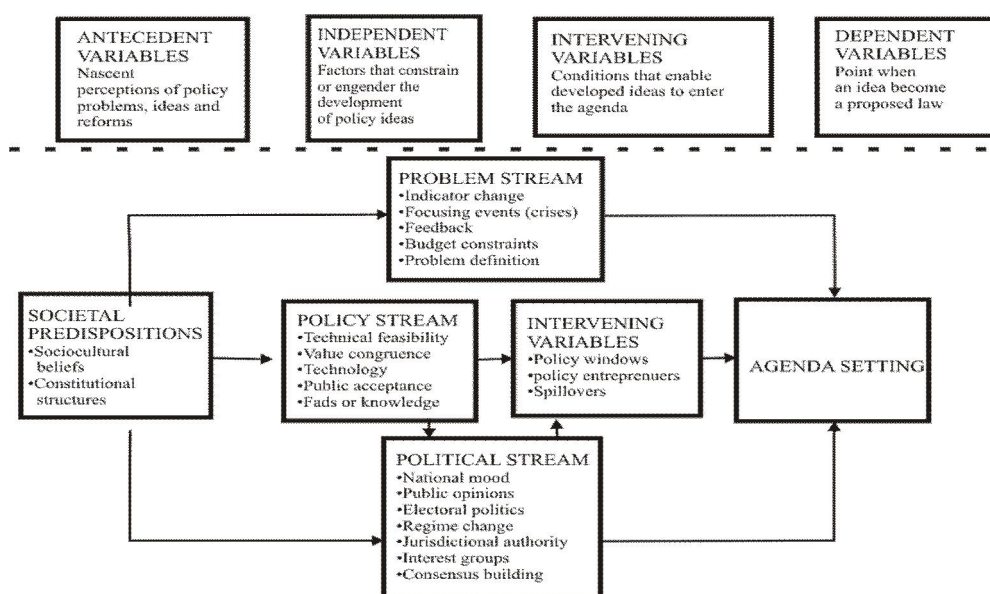 ANTECEDENT
VARIABLES
Nascent
perceptions of policy
problems, ideas and
reforms
INDEPENDENT
VARIABLES
Factors that constrain
or engender the
development
of policy ideas
INTERVENING
VARIABLES
Conditions that enable
developed ideas to enter
the agenda
DEPENDENT
VARIABLES
Point when
an idea become
a proposed law
PROBLEM STREAM
•Indicator change
•Focusing events (crises)
•Feedback
•Budget constraints
•Problem definition
SOCIETAL
PREDISPOSITIONS
•Sociocultural
beliefs
•Constitutional
structures
POLICY STREAM
•Technical feasibility
•Value congruence
•Technology
•Public acceptance
•Fads or knowledge
INTERVENING
VARIABLES
•Policy windows
•policy entreprenuers
•Spillovers
AGENDA SETTING
POLITICAL STREAM
•National mood
•Public opinions
•Electoral politics
•Regime change
•Jurisdictional authority
•Interest groups
•Consensus building